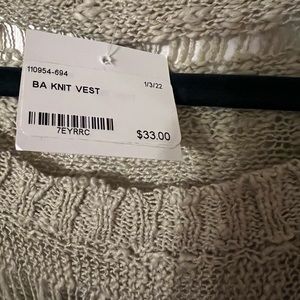 110954-694
BA KNIT VEST 1/3/22
7EYRRC
$33.00